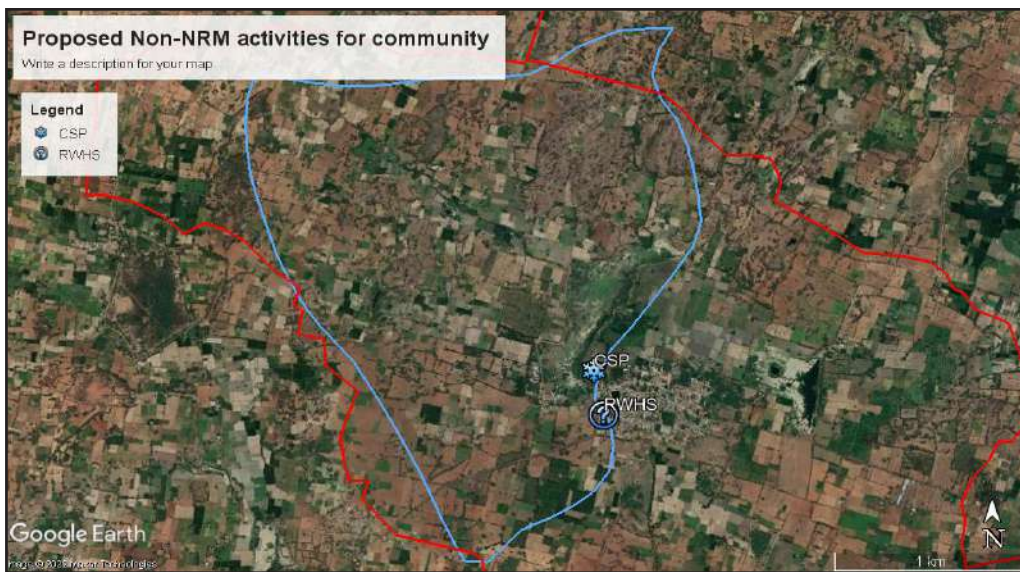 Proposed Non-NRM activities for community
Write a description for your map.
Legend
CSP
RWHS
CSP
RWHS
Google Earth
N
1 km